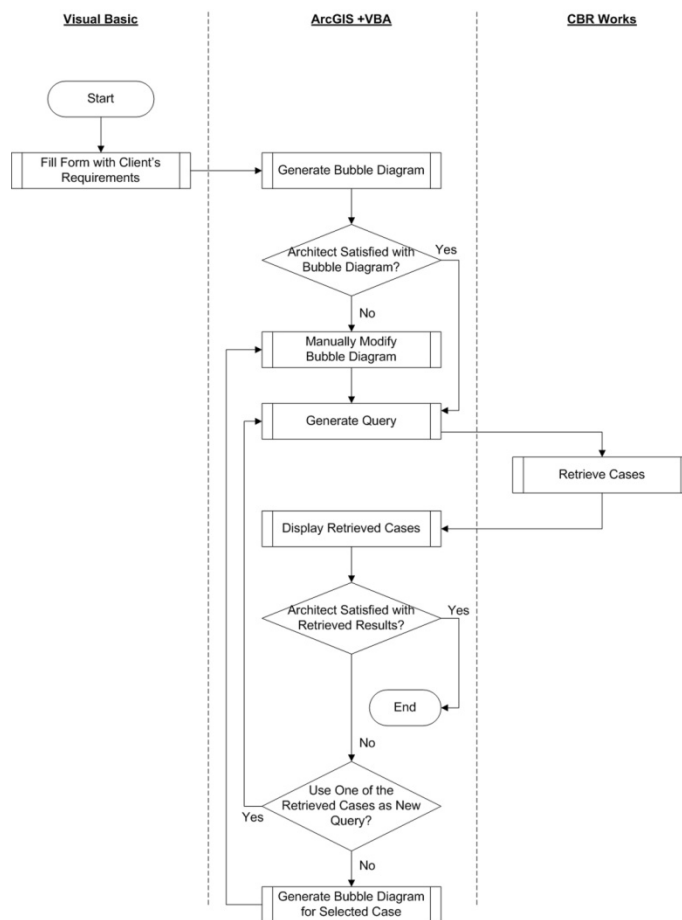 Visual Basic
ArcGIS +VBA
CBR Works
Start
Fill Form with Client's
Requirements
Generate Bubble Diagram
Architect Satisfied with
Bubble Diagram?
Yes
No
Manually Modify
Bubble Diagram
Generate Query
Retrieve Cases
Display Retrieved Cases
Architect Satisfied with
Retrieved Results?
Yes
End
No
Use One of the
Retrieved Cases as New
Query?
Yes
No
Generate Bubble Diagram
for Selected Case